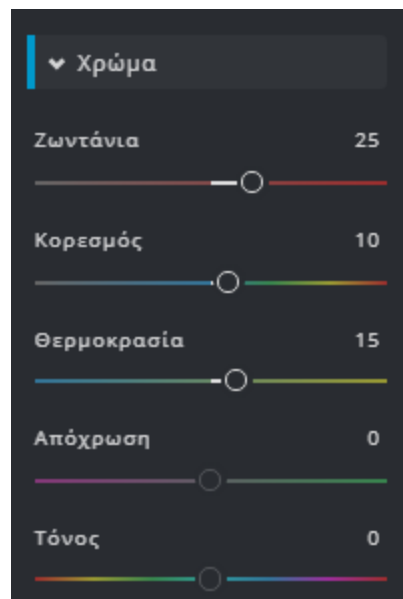 Χρώμα
Ζωντάνια 25
Κορεσμός 10
Θερμοκρασία 15
Απόχρωση 0
Τόνος 0